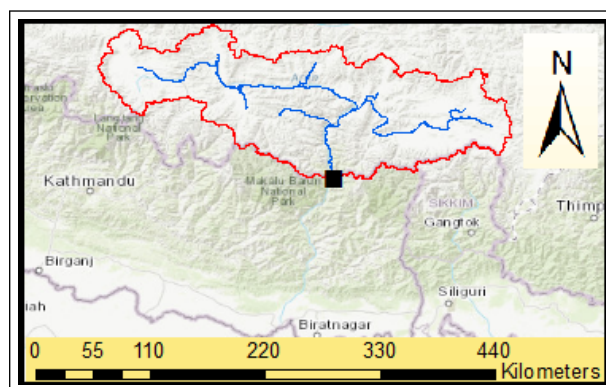 N
Langtang
National
Park
Kathmandu
Makalu Barun
National
Park
SIKKIM
Gangtok
Thimp
Birganj
Siliguri
Biratnagar
0 55 110 220 330 440
Kilometers